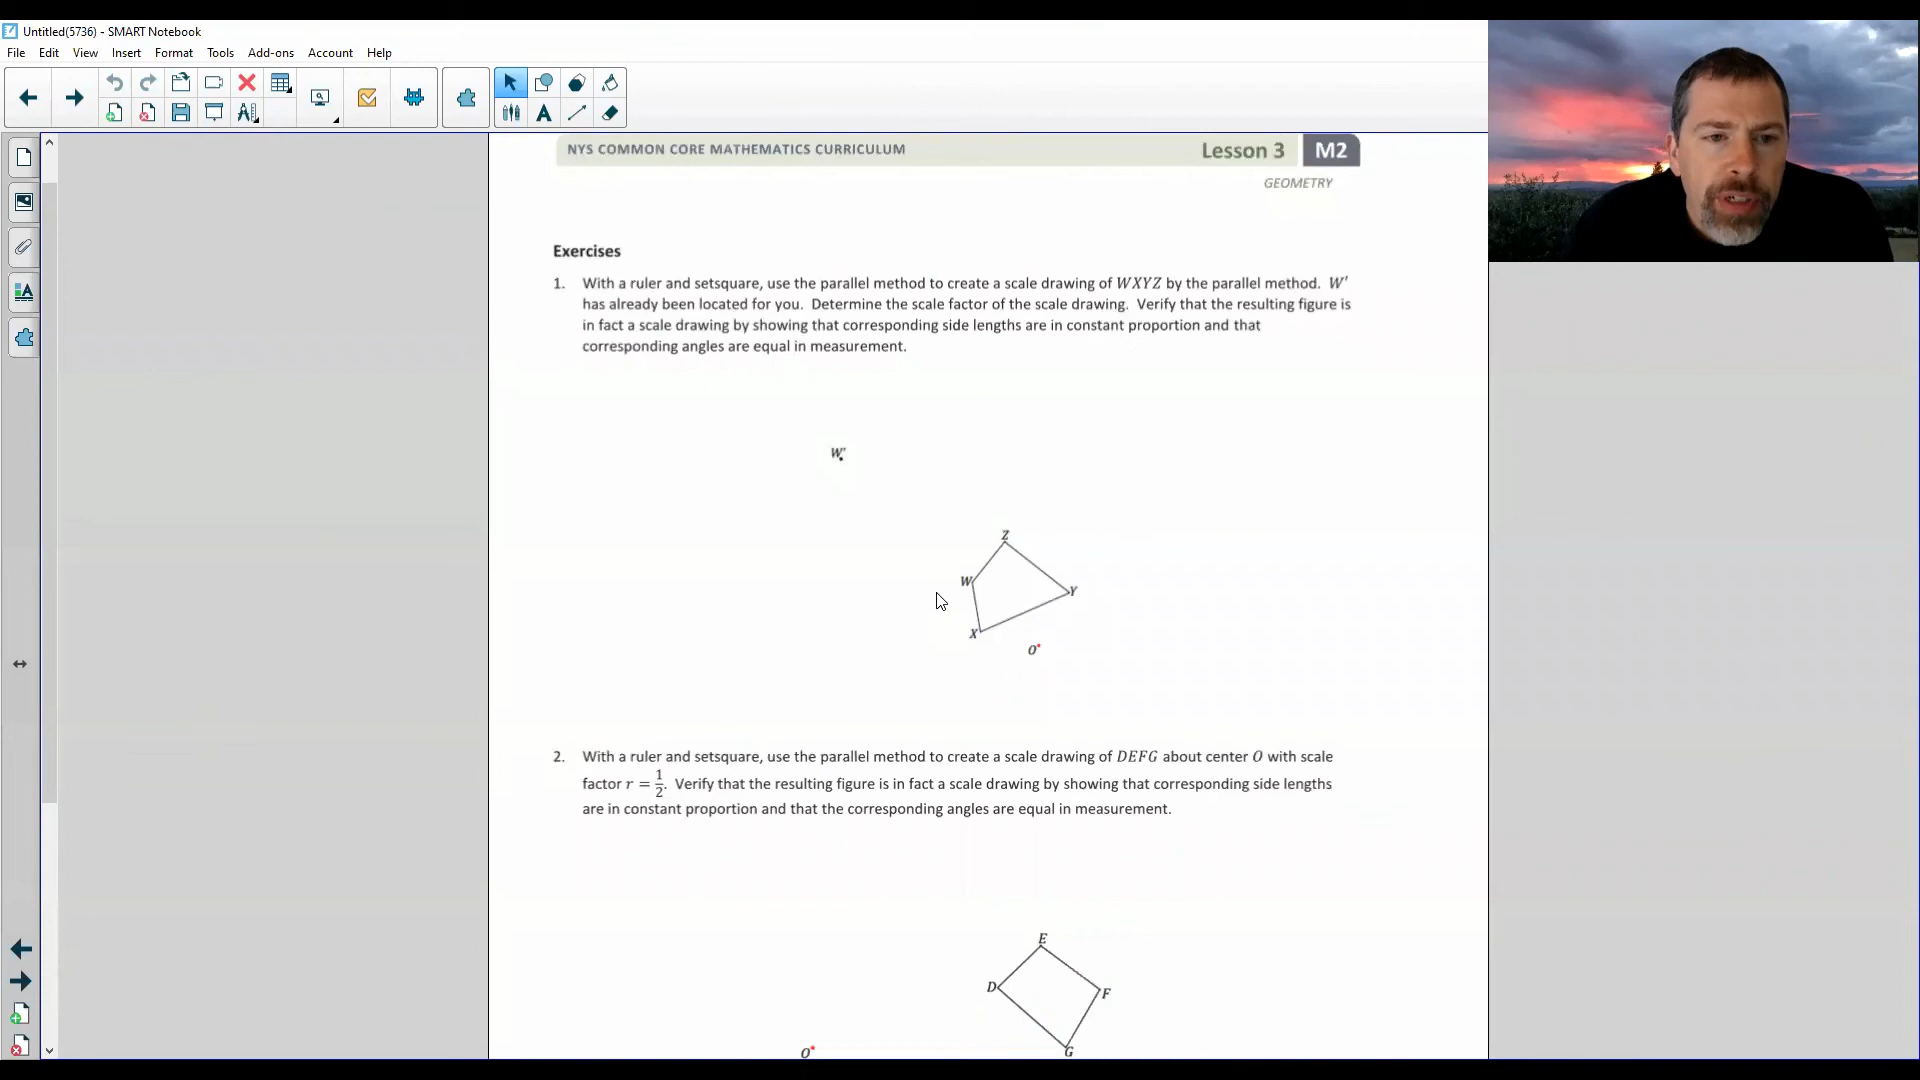 Untitled(5736) - SMART Notebook
File Edit View Insert Format Tools Add-ons Account Help
NYS COMMON CORE MATHEMATICS CURRICULUM Lesson 3 M2
GEOMETRY
Exercises
1. With a ruler and setsquare, use the parallel method to create a scale drawing of WXYZ by the parallel method. W′
has already been located for you. Determine the scale factor of the scale drawing. Verify that the resulting figure is
in fact a scale drawing by showing that corresponding side lengths are in constant proportion and that
corresponding angles are equal in measurement.
W′
Z
W
Y
X
O
2. With a ruler and setsquare, use the parallel method to create a scale drawing of DEFG about center O with scale
factor r = 1/2. Verify that the resulting figure is in fact a scale drawing by showing that corresponding side lengths
are in constant proportion and that the corresponding angles are equal in measurement.
E
D
F
G
O